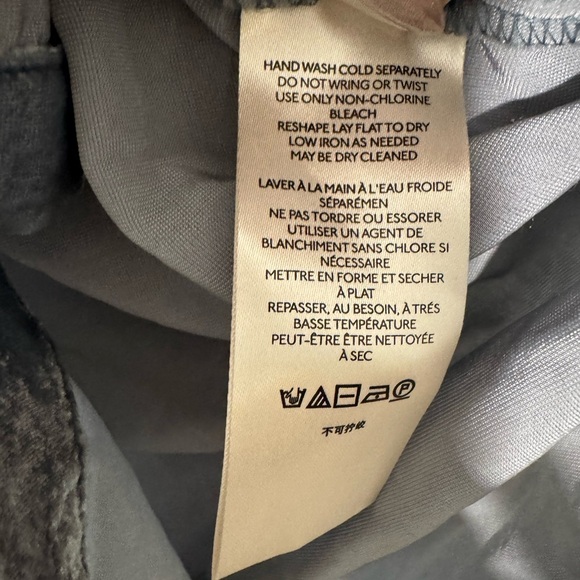 HAND WASH COLD SEPARATELY
DO NOT WRING OR TWIST
USE ONLY NON-CHLORINE
BLEACH
RESHAPE LAY FLAT TO DRY
LOW IRON AS NEEDED
MAY BE DRY CLEANED
LAVER À LA MAIN À L'EAU FROIDE
SÉPARÉMEN
NE PAS TORDRE OU ESSORER
UTILISER UN AGENT DE
BLANCHIMENT SANS CHLORE SI
NÉCESSAIRE
METTRE EN FORME ET SECHER
À PLAT
REPASSER, AU BESOIN, À TRÉS
BASSE TEMPÉRATURE
PEUT-ÊTRE ÊTRE NETTOYÉE
À SEC
P
不可拧绞